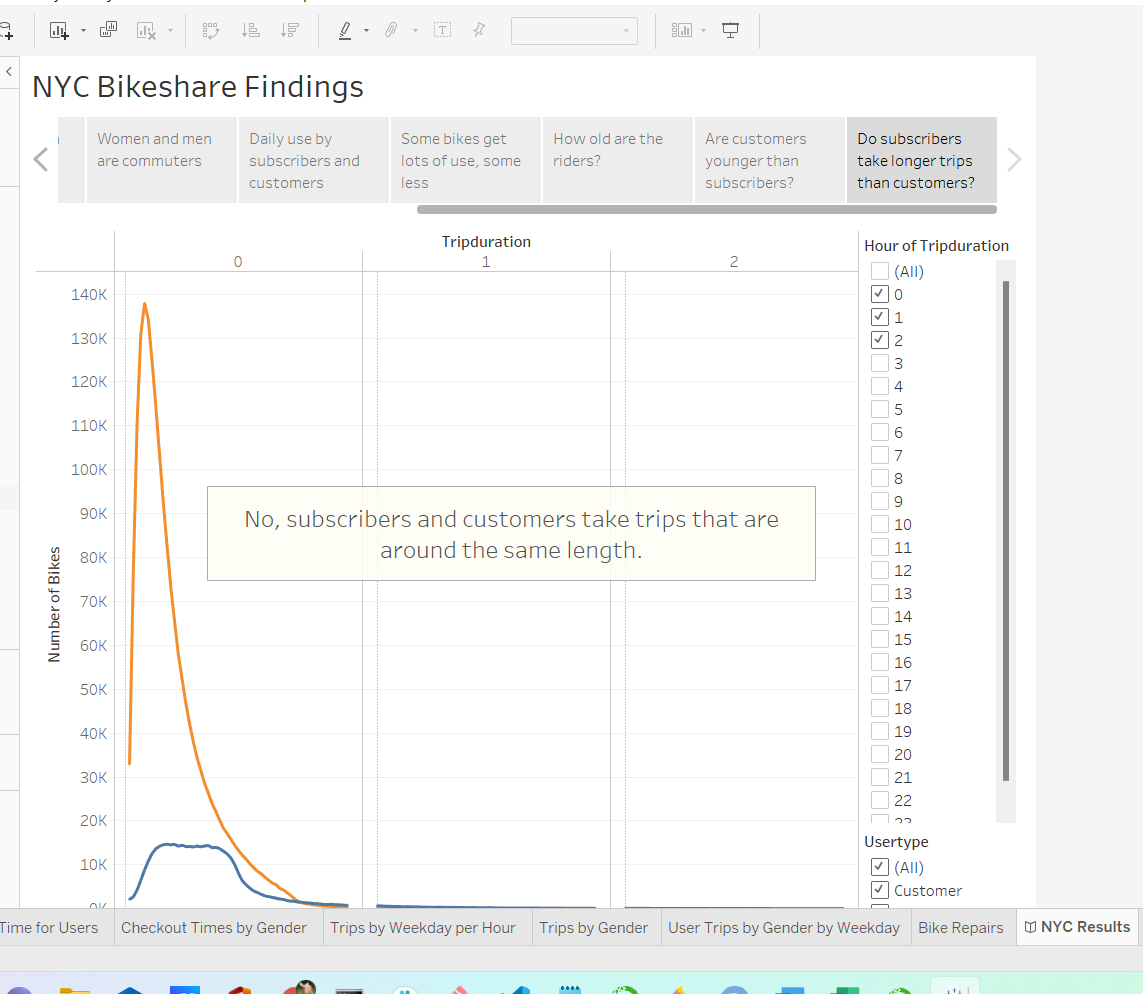 NYC Bikeshare Findings
Women and men
are commuters
Daily use by
subscribers and
customers
Some bikes get
lots of use, some
less
How old are the
riders?
Are customers
younger than
subscribers?
Do subscribers
take longer trips
than customers?
Tripduration
0 1 2
140K
130K
120K
110K
100K
90K
80K
70K
60K
50K
40K
30K
20K
10K
0K
Number of Bikes
No, subscribers and customers take trips that are
around the same length.
Hour of Tripduration
(All)
0
1
2
3
4
5
6
7
8
9
10
11
12
13
14
15
16
17
18
19
20
21
22
23
Usertype
(All)
Customer
Time for Users
Checkout Times by Gender
Trips by Weekday per Hour
Trips by Gender
User Trips by Gender by Weekday
Bike Repairs
NYC Results